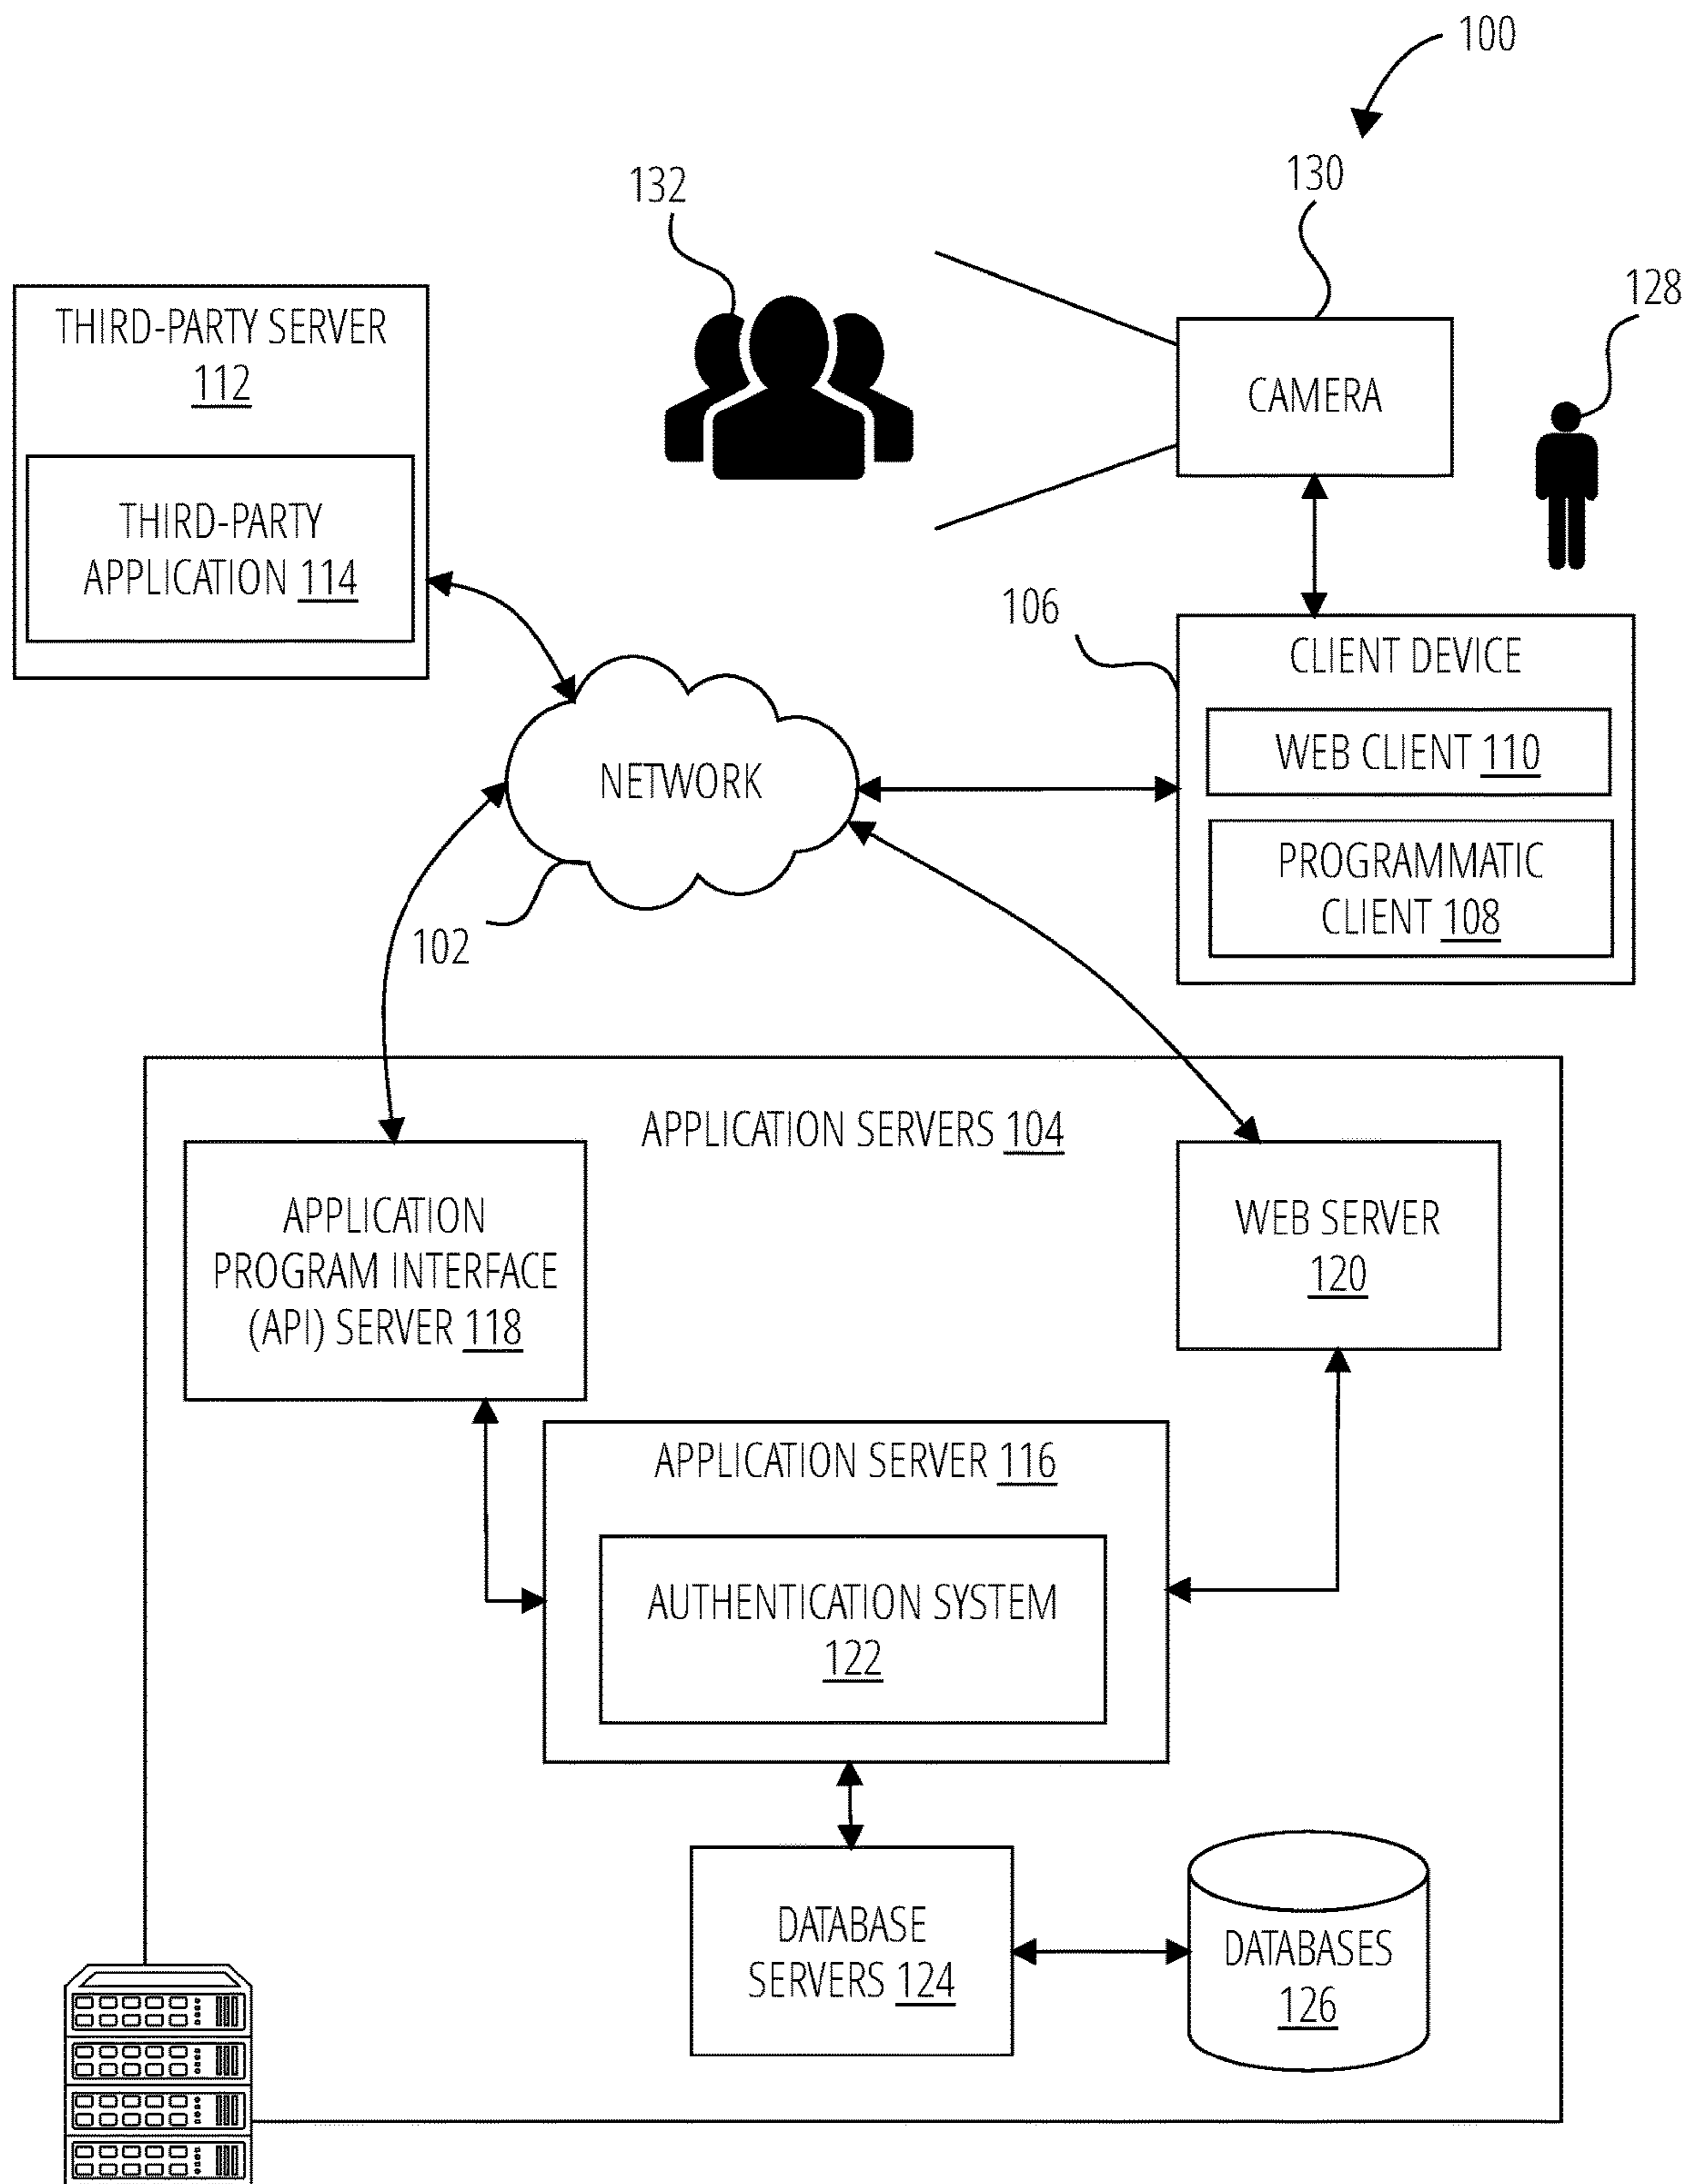 100
130
132
128
THIRD-PARTY SERVER
112
CAMERA
THIRD-PARTY
APPLICATION 114
106
CLIENT DEVICE
WEB CLIENT 110
NETWORK
PROGRAMMATIC
CLIENT 108
102
APPLICATION SERVERS 104
APPLICATION
PROGRAM INTERFACE
(API) SERVER 118
WEB SERVER
120
APPLICATION SERVER 116
AUTHENTICATION SYSTEM
122
DATABASE
SERVERS 124
DATABASES
126